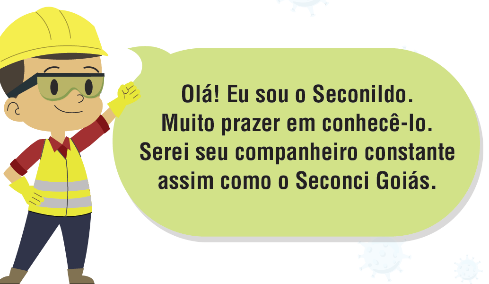 Olá! Eu sou o Seconildo.
Muito prazer em conhecê-lo.
Serei seu companheiro constante
assim como o Seconci Goiás.